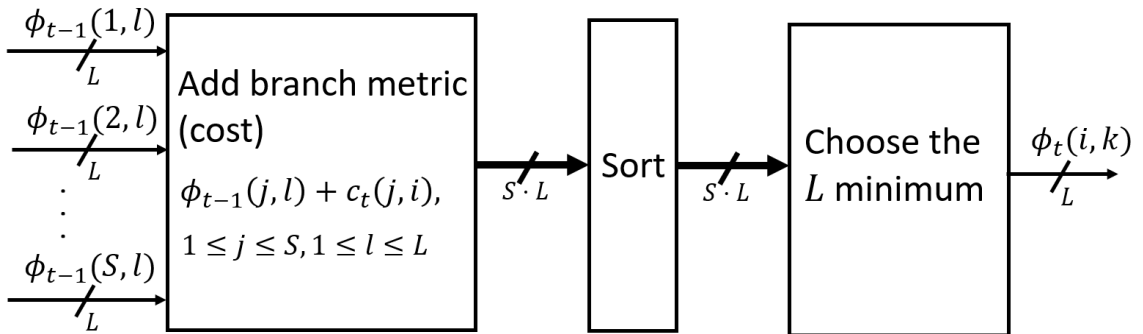 ϕ_{t−1}(1, l)
L
ϕ_{t−1}(2, l)
L
.
.
.
ϕ_{t−1}(S, l)
L
Add branch metric
(cost)
ϕ_{t−1}(j, l) + c_t(j, i),
1 ≤ j ≤ S, 1 ≤ l ≤ L
S · L
Sort
S · L
Choose the
L minimum
ϕ_t(i, k)
L